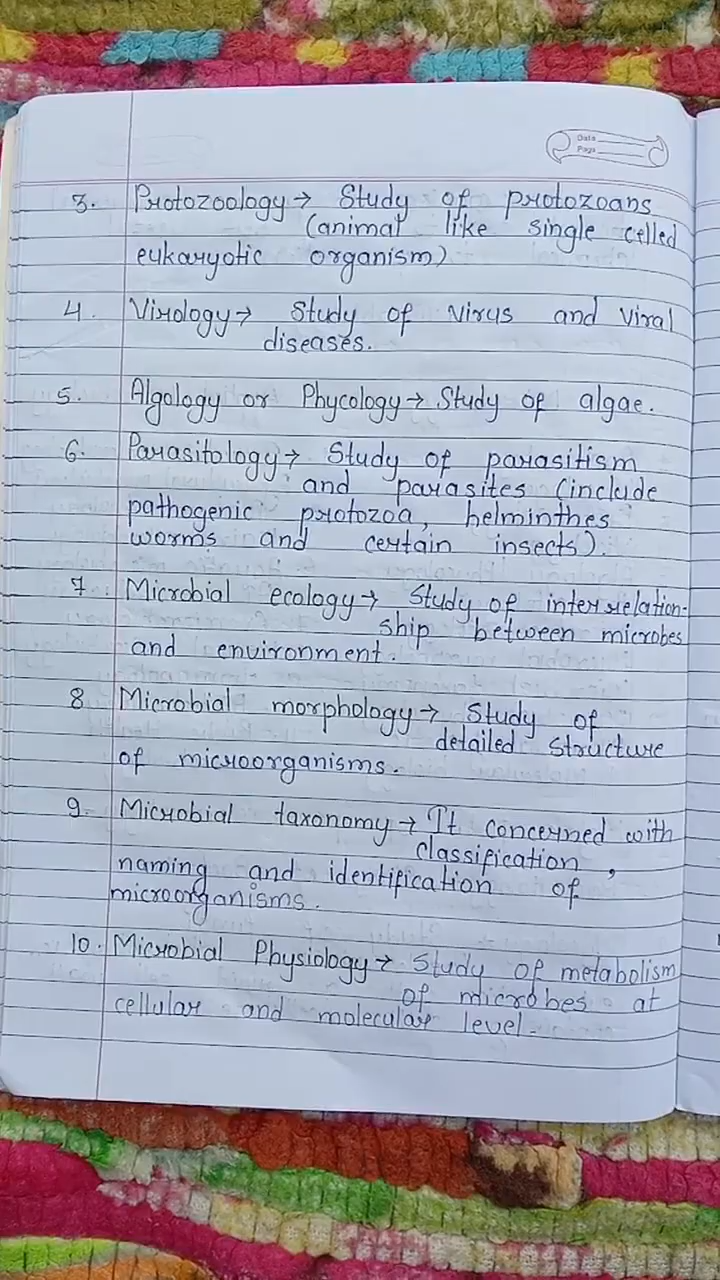 Date
Page
3. Protozoology → Study of protozoans
(animal like single celled
eukaryotic organism)
4. Virology → Study of virus and viral
diseases.
5. Algology or Phycology → Study of algae.
6. Parasitology → Study of parasitism
and parasites (include
pathogenic protozoa, helminthes
worms and certain insects).
7. Microbial ecology → Study of interrelation-
ship between microbes
and environment.
8. Microbial morphology → Study of
detailed structure
of microorganisms.
9. Microbial taxonomy → It concerned with
classification,
naming and identification of
microorganisms.
10. Microbial Physiology → Study of metabolism
of microbes at
cellular and molecular level.